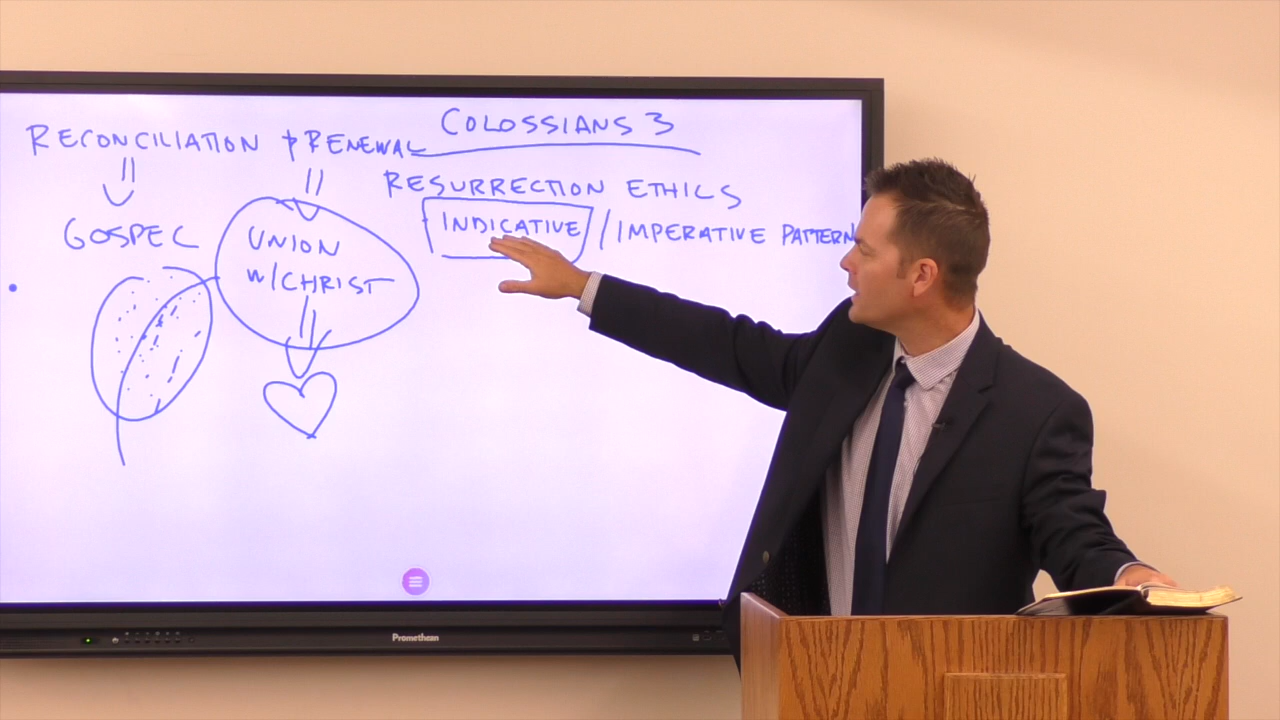 COLOSSIANS 3
RECONCILIATION & RENEWAL
RESURRECTION ETHICS
GOSPEL
UNION
W/CHRIST
INDICATIVE / IMPERATIVE PATTERN
Promethean